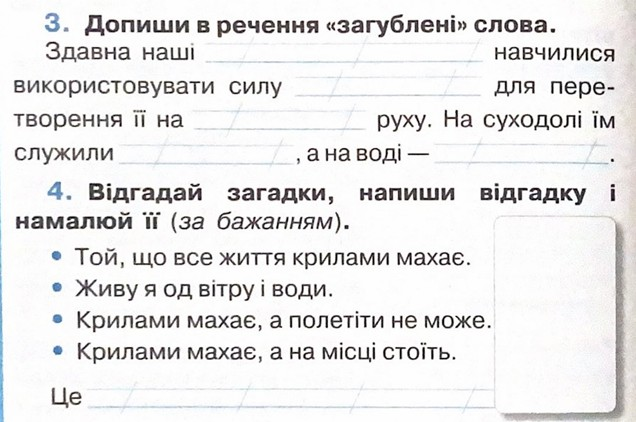 3. Допиши в речення «загублені» слова.
Здавна наші ____________ навчилися
використовувати силу ____________ для пере-
творення її на ____________ руху. На суходолі їм
служили ____________, а на воді — ____________.
4. Відгадай загадки, напиши відгадку і
намалюй її (за бажанням).
• Той, що все життя крилами махає.
• Живу я од вітру і води.
• Крилами махає, а полетіти не може.
• Крилами махає, а на місці стоїть.
Це ____________